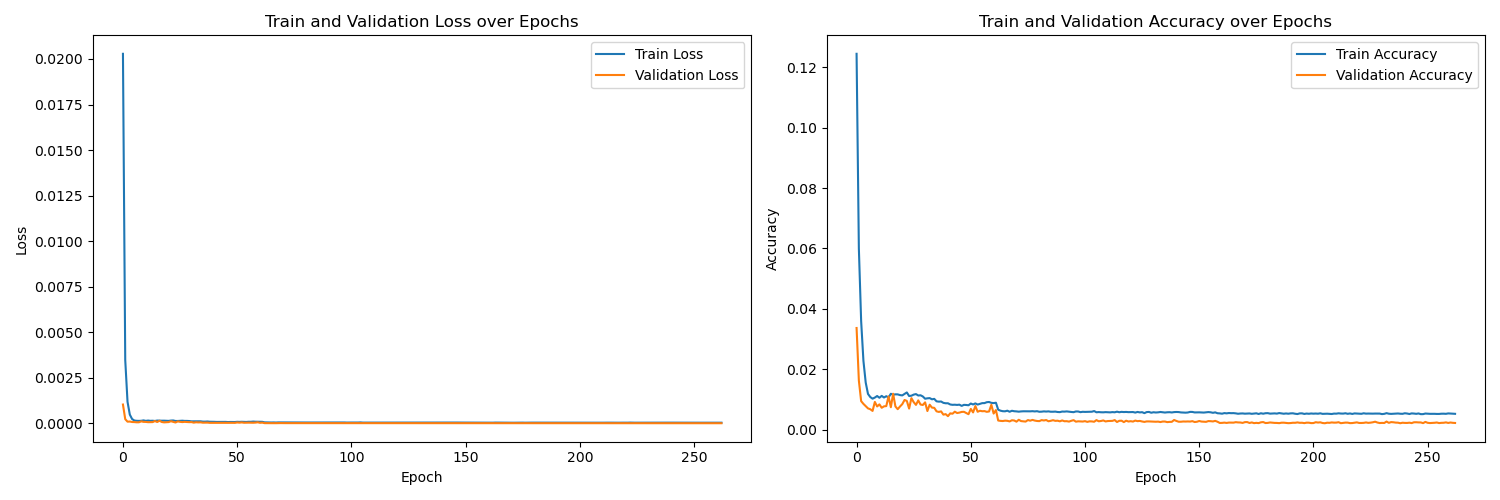 Train and Validation Loss over Epochs
Train Loss
Validation Loss
0.0200
0.0175
0.0150
0.0125
0.0100
0.0075
0.0050
0.0025
0.0000
Loss
0 50 100 150 200 250
Epoch
Train and Validation Accuracy over Epochs
Train Accuracy
Validation Accuracy
0.12
0.10
0.08
0.06
0.04
0.02
0.00
Accuracy
0 50 100 150 200 250
Epoch